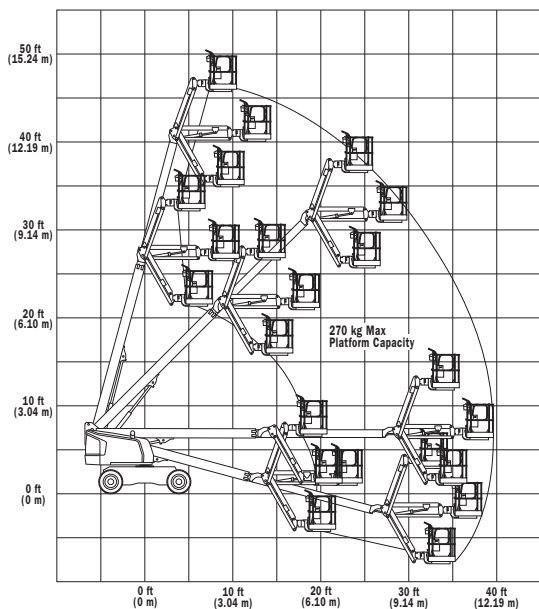 50 ft
(15.24 m)
40 ft
(12.19 m)
30 ft
(9.14 m)
20 ft
(6.10 m)
270 kg Max
Platform Capacity
10 ft
(3.04 m)
0 ft
(0 m)
0 ft
(0 m)
10 ft
(3.04 m)
20 ft
(6.10 m)
30 ft
(9.14 m)
40 ft
(12.19 m)